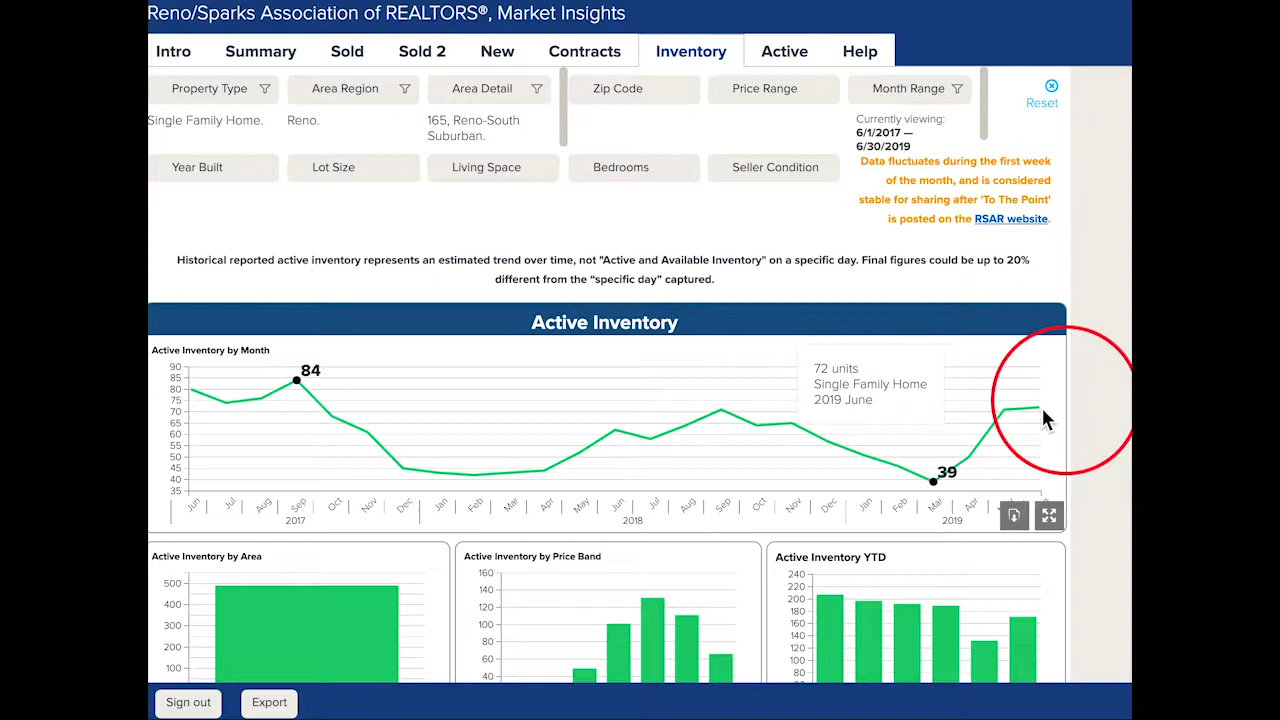 Reno/Sparks Association of REALTORS®, Market Insights
Intro Summary Sold Sold 2 New Contracts Inventory Active Help
Property Type Area Region Area Detail Zip Code Price Range Month Range
Reset
Single Family Home. Reno. 165, Reno-South
Suburban.
Currently viewing:
6/1/2017 —
6/30/2019
Year Built Lot Size Living Space Bedrooms Seller Condition
Data fluctuates during the first week
of the month, and is considered
stable for sharing after 'To The Point'
is posted on the RSAR website.
Historical reported active inventory represents an estimated trend over time, not "Active and Available Inventory" on a specific day. Final figures could be up to 20%
different from the “specific day” captured.
Active Inventory
Active Inventory by Month
90
85
80
75
70
65
60
55
50
45
40
35
84
39
72 units
Single Family Home
2019 June
Jun Jul Aug Sep Oct Nov Dec Jan Feb Mar Apr May Jun Jul Aug Sep Oct Nov Dec Jan Feb Mar Apr
2017 2018 2019
Active Inventory by Area
500
400
300
200
100
Active Inventory by Price Band
160
140
120
100
80
60
40
Active Inventory YTD
240
220
200
180
160
140
120
100
80
Sign out Export